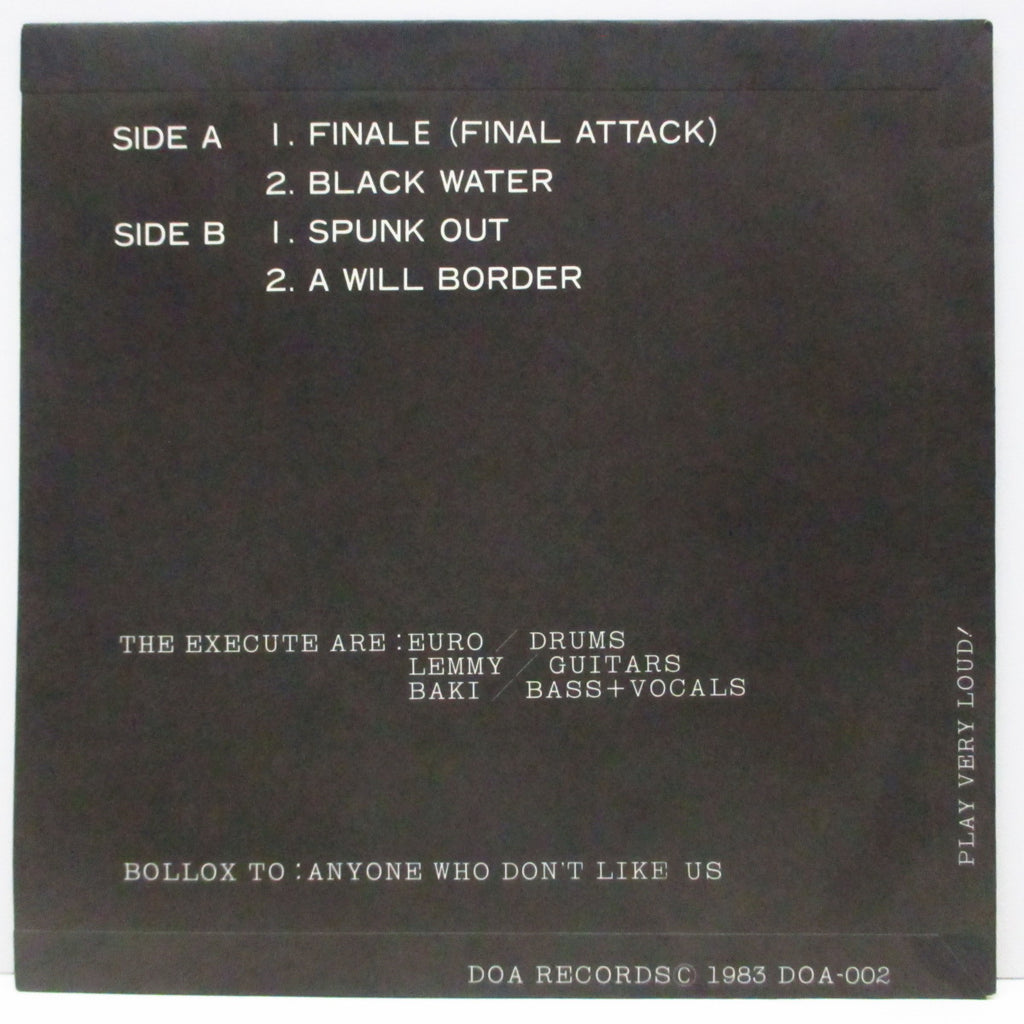 SIDE A 1. FINALE (FINAL ATTACK)
2. BLACK WATER
SIDE B 1. SPUNK OUT
2. A WILL BORDER
THE EXECUTE ARE : EURO / DRUMS
LEMMY / GUITARS
BAKI / BASS+VOCALS
PLAY VERY LOUD!
BOLLOX TO : ANYONE WHO DON'T LIKE US
DOA RECORDS © 1983 DOA-002